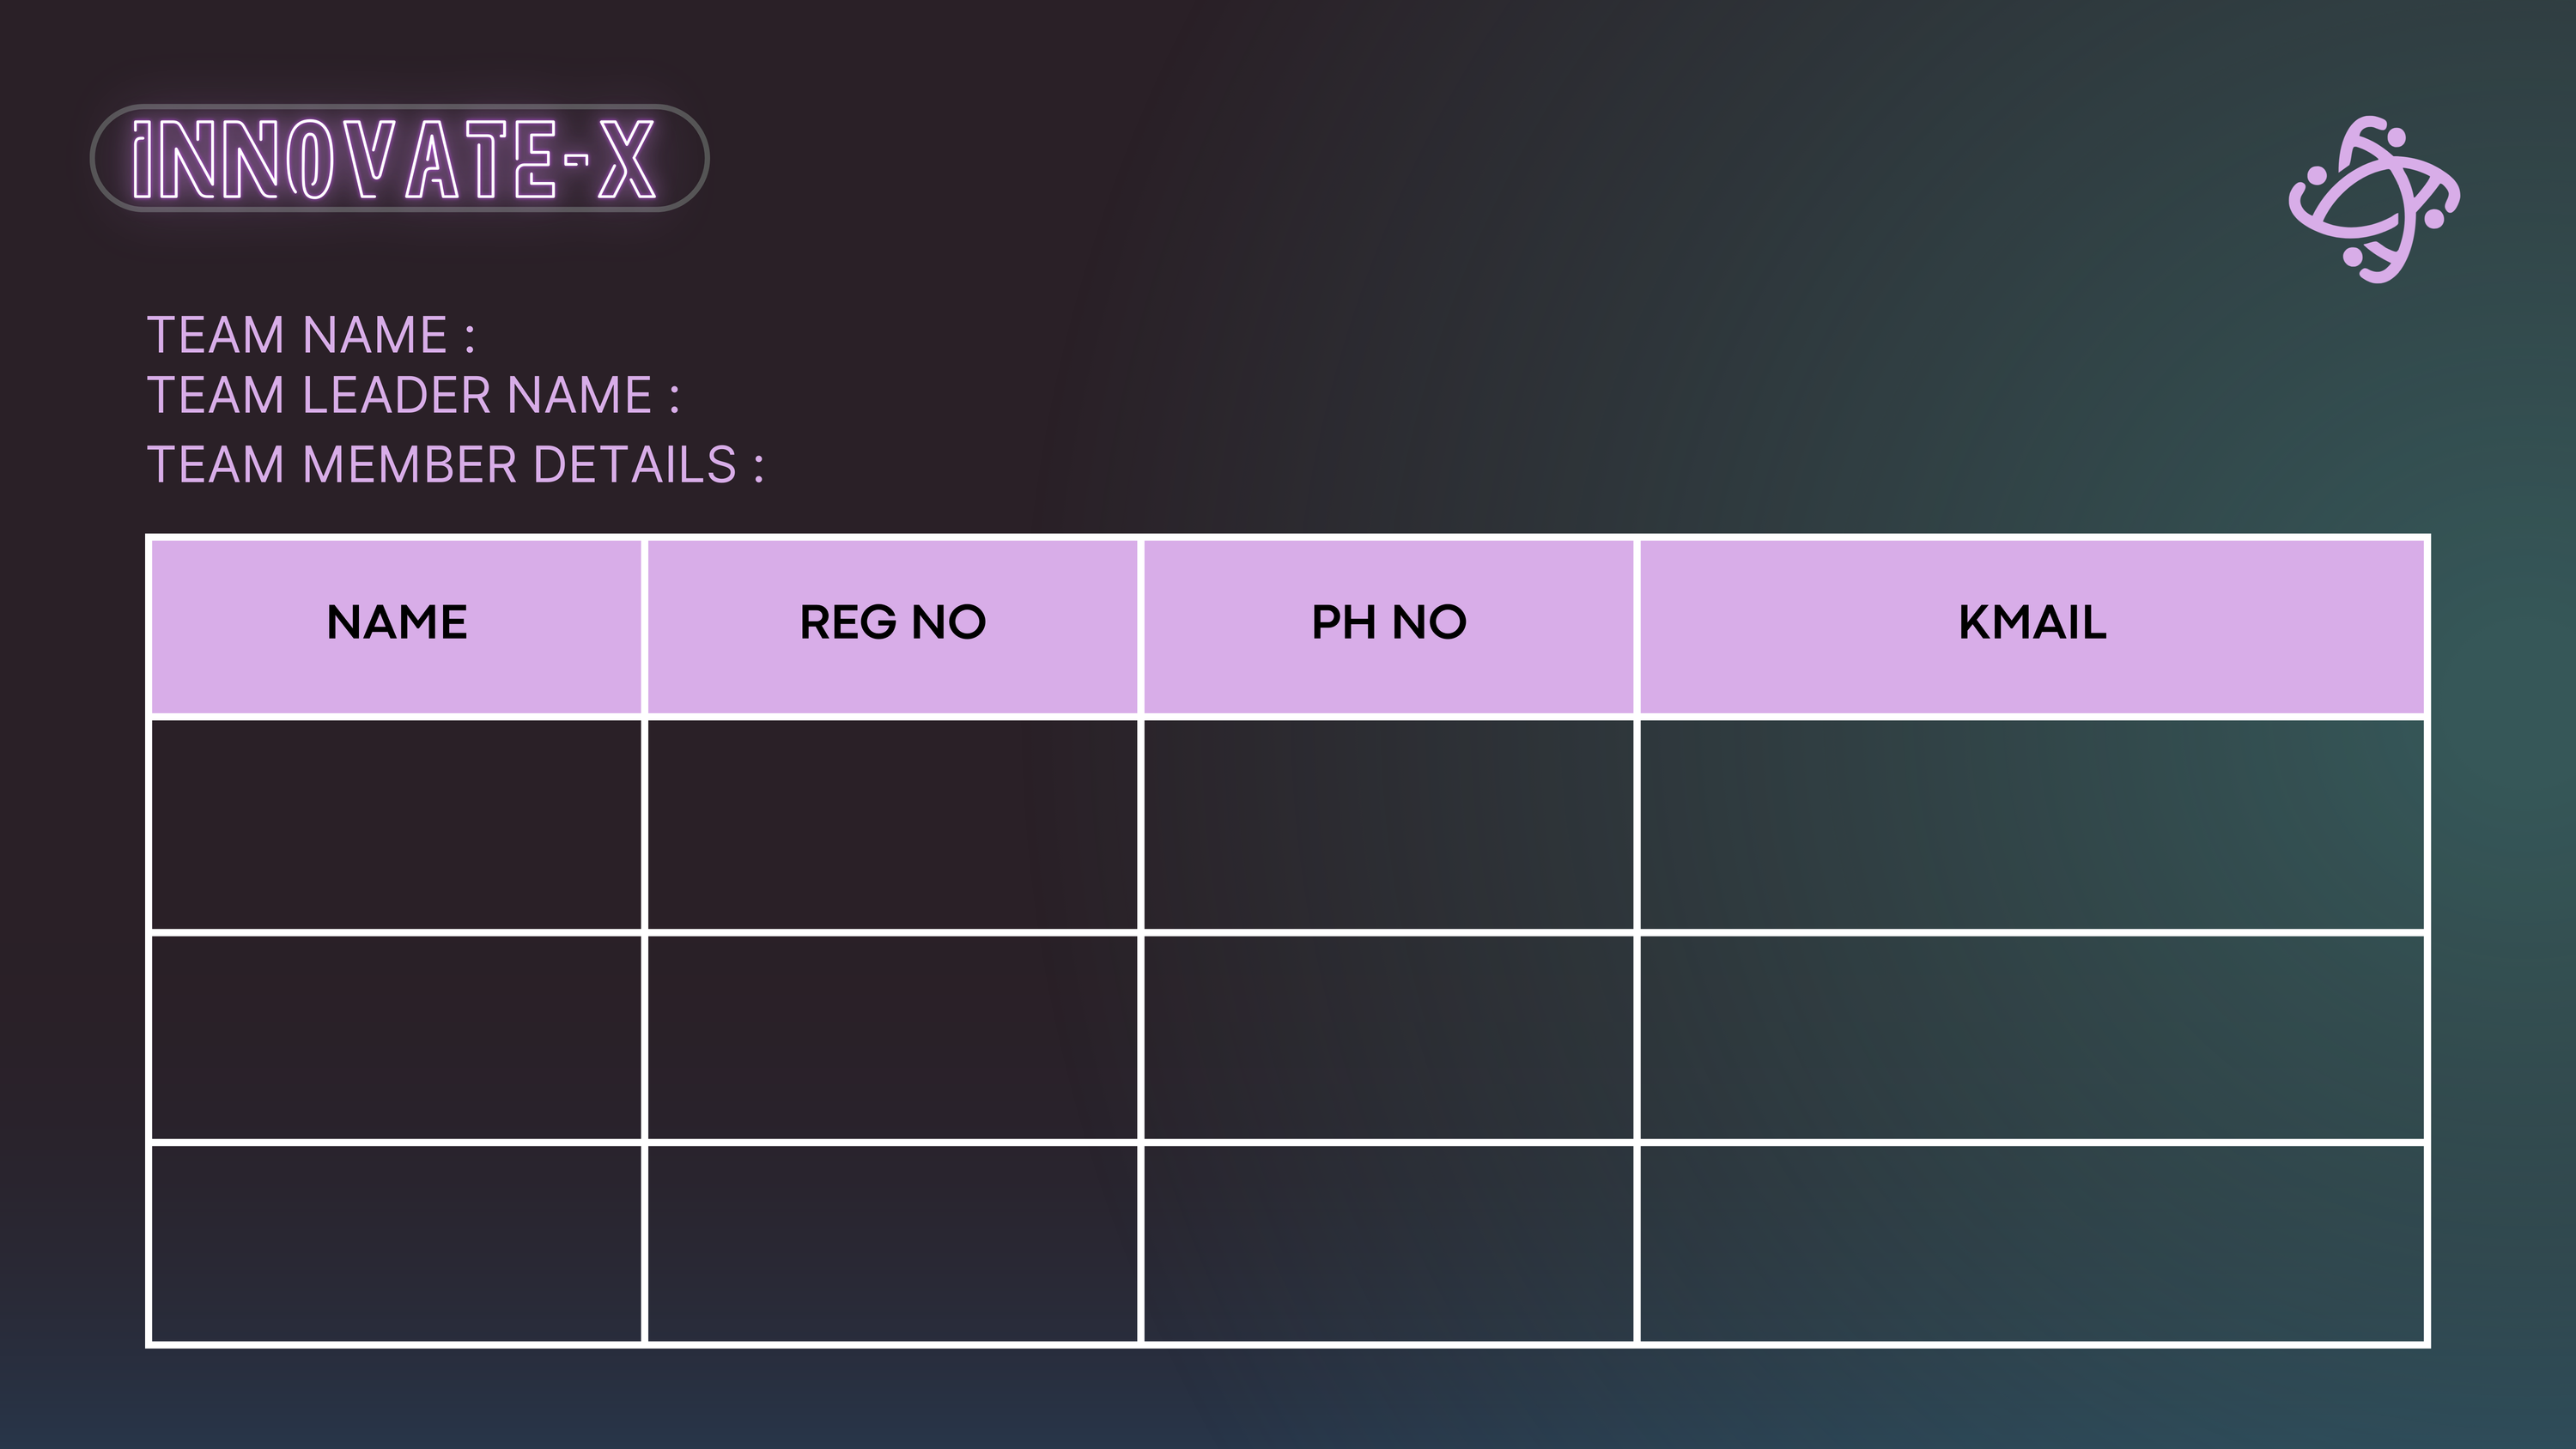 INNOVATE-X
TEAM NAME :
TEAM LEADER NAME :
TEAM MEMBER DETAILS :
NAME REG NO PH NO KMAIL